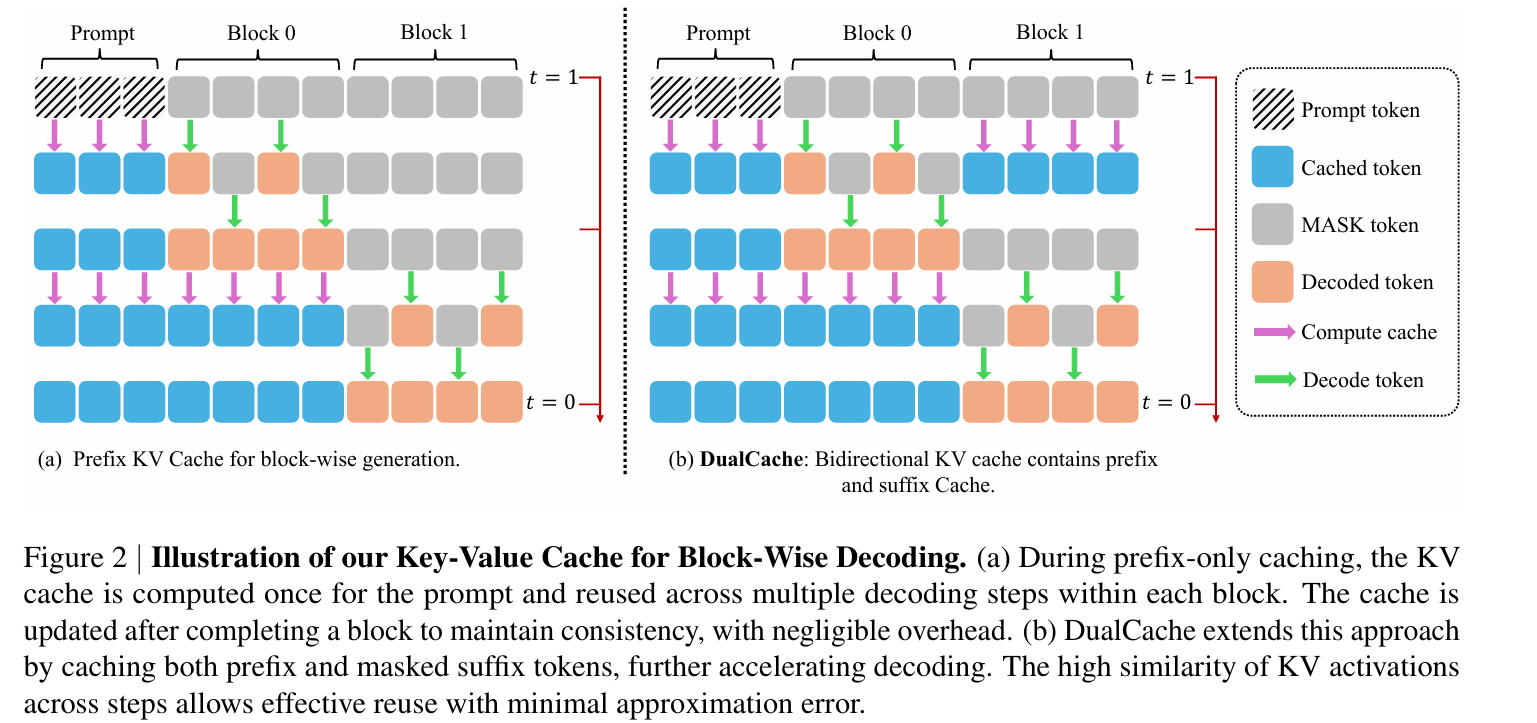 Prompt Block 0 Block 1
t = 1
t = 0
(a) Prefix KV Cache for block-wise generation.
Prompt Block 0 Block 1
t = 1
t = 0
(b) DualCache: Bidirectional KV cache contains prefix
and suffix Cache.
Prompt token
Cached token
MASK token
Decoded token
Compute cache
Decode token
Figure 2 | Illustration of our Key-Value Cache for Block-Wise Decoding. (a) During prefix-only caching, the KV
cache is computed once for the prompt and reused across multiple decoding steps within each block. The cache is
updated after completing a block to maintain consistency, with negligible overhead. (b) DualCache extends this approach
by caching both prefix and masked suffix tokens, further accelerating decoding. The high similarity of KV activations
across steps allows effective reuse with minimal approximation error.